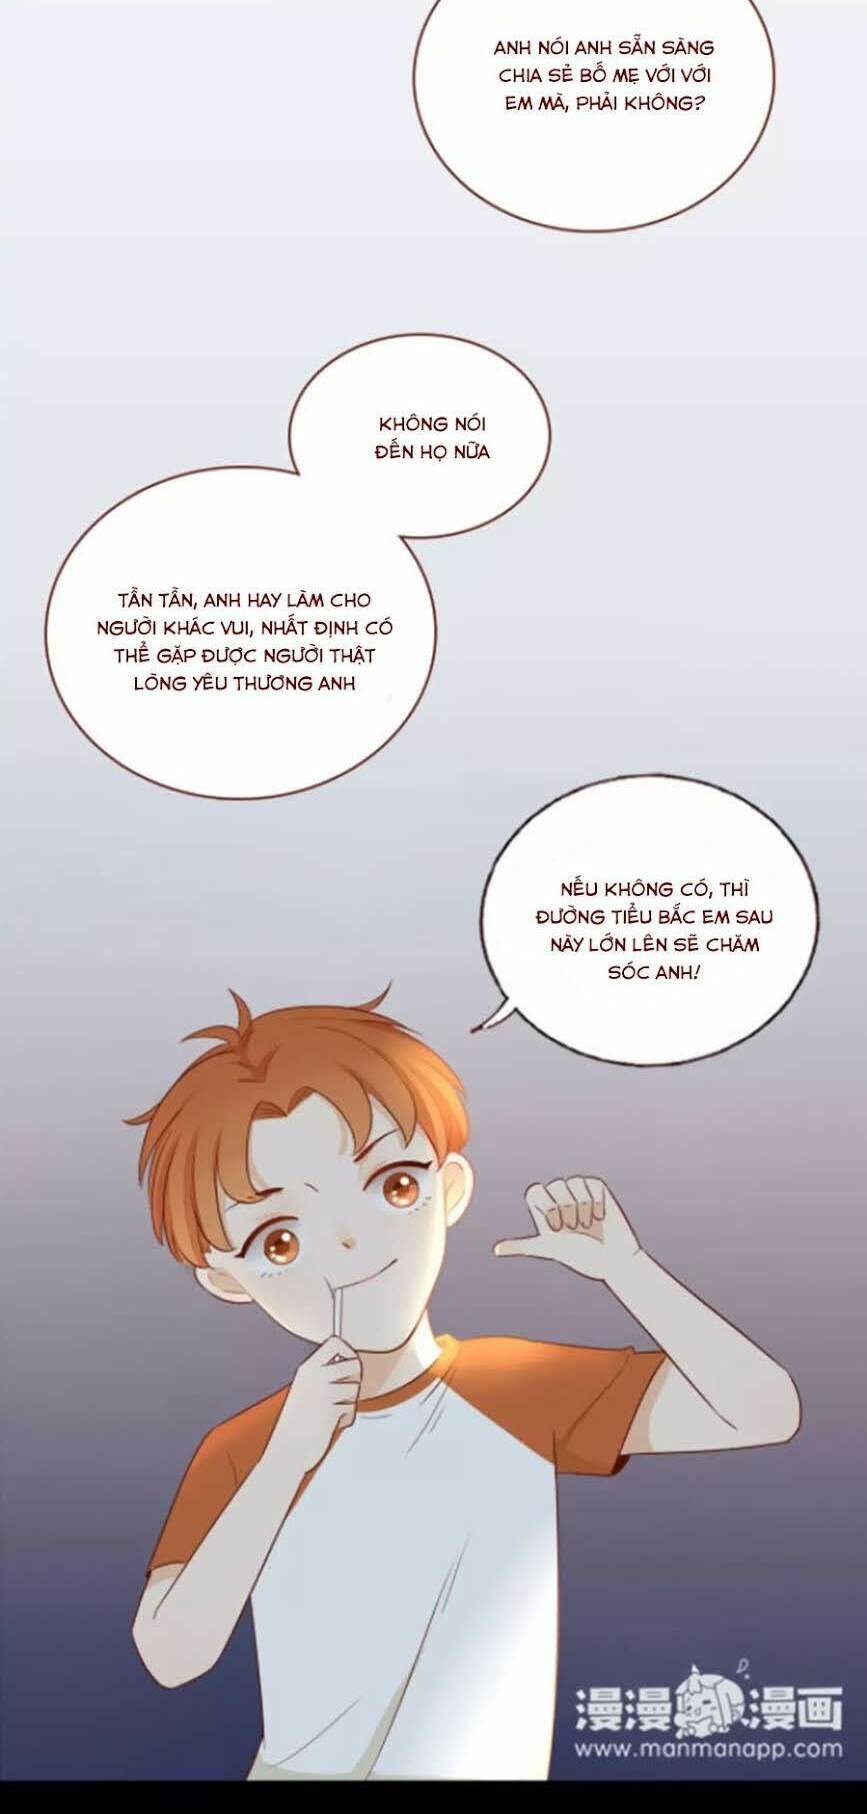 ANH NÓI ANH SẴN SÀNG
CHIA SẺ BỐ MẸ VỚI VỚI
EM MÀ, PHẢI KHÔNG?
KHÔNG NÓI
ĐẾN HỌ NỮA
TẦN TẦN, ANH HAY LÀM CHO
NGƯỜI KHÁC VUI, NHẤT ĐỊNH CÓ
THỂ GẶP ĐƯỢC NGƯỜI THẬT
LÒNG YÊU THƯƠNG ANH
NẾU KHÔNG CÓ, THÌ
ĐƯỜNG TIỂU BẮC EM SAU
NÀY LỚN LÊN SẼ CHĂM
SÓC ANH!
漫漫漫画
www.manmanapp.com